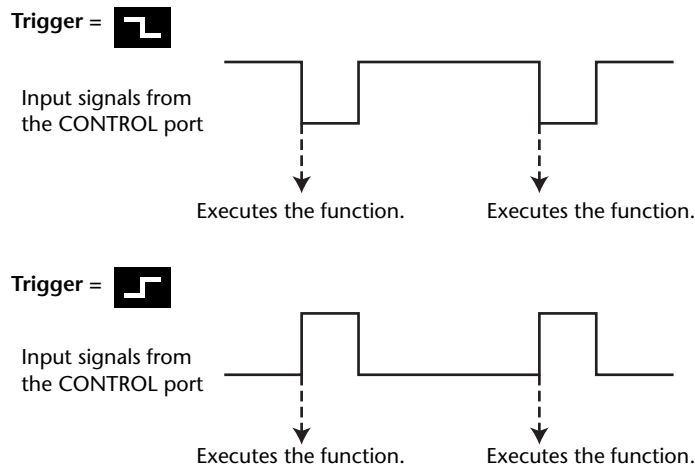 Trigger =
Input signals from
the CONTROL port
Executes the function.
Executes the function.
Trigger =
Input signals from
the CONTROL port
Executes the function.
Executes the function.